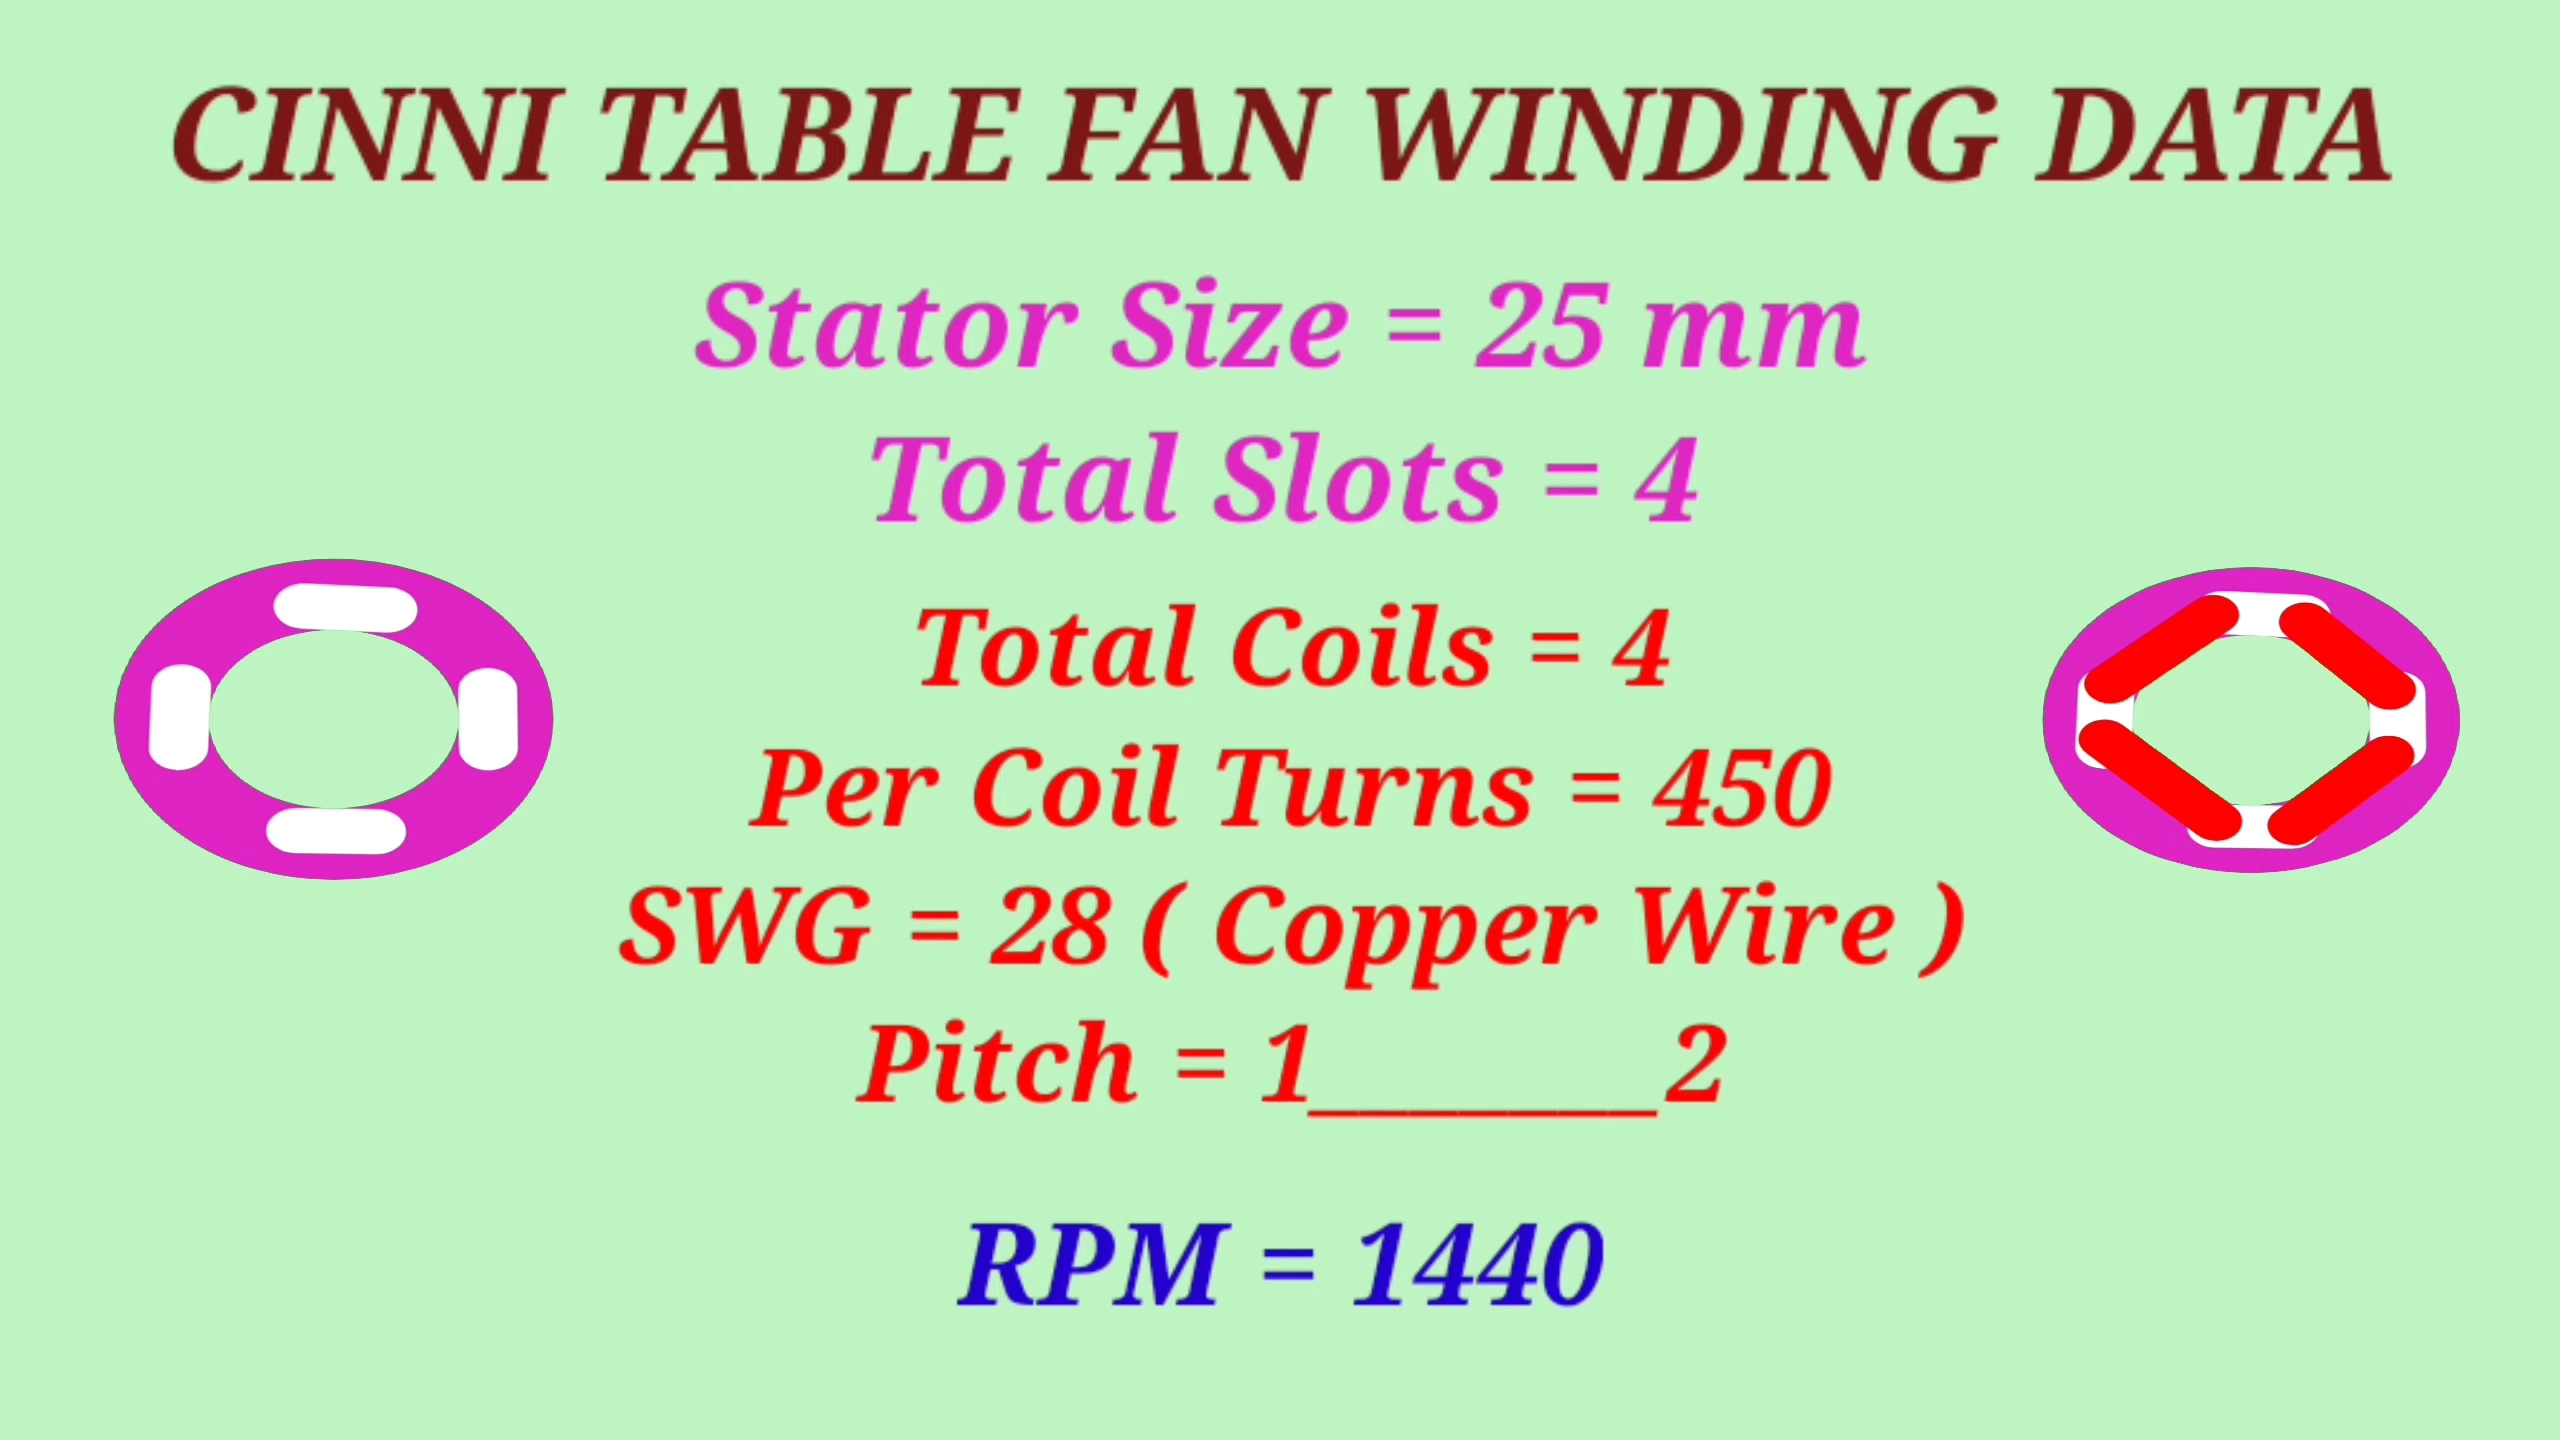 CINNI TABLE FAN WINDING DATA
Stator Size = 25 mm
Total Slots = 4
Total Coils = 4
Per Coil Turns = 450
SWG = 28 ( Copper Wire )
Pitch = 1_______2
RPM = 1440